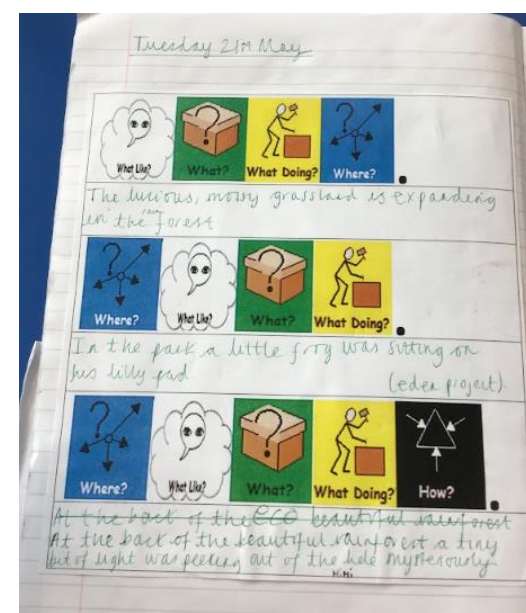 Tuesday 21st May
What Like? What? What Doing? Where?
The lucious, mossy grassland is expanding
in the rain forest
Where? What Like? What? What Doing?
In the park a little frog was sitting on
his lilly pad
(eden project).
Where? What Like? What? What Doing? How?
At the back of the eco beautiful rainforest
At the back of the beautiful rainforest a tiny
bit of light was peeking out of the hole mysteriously.